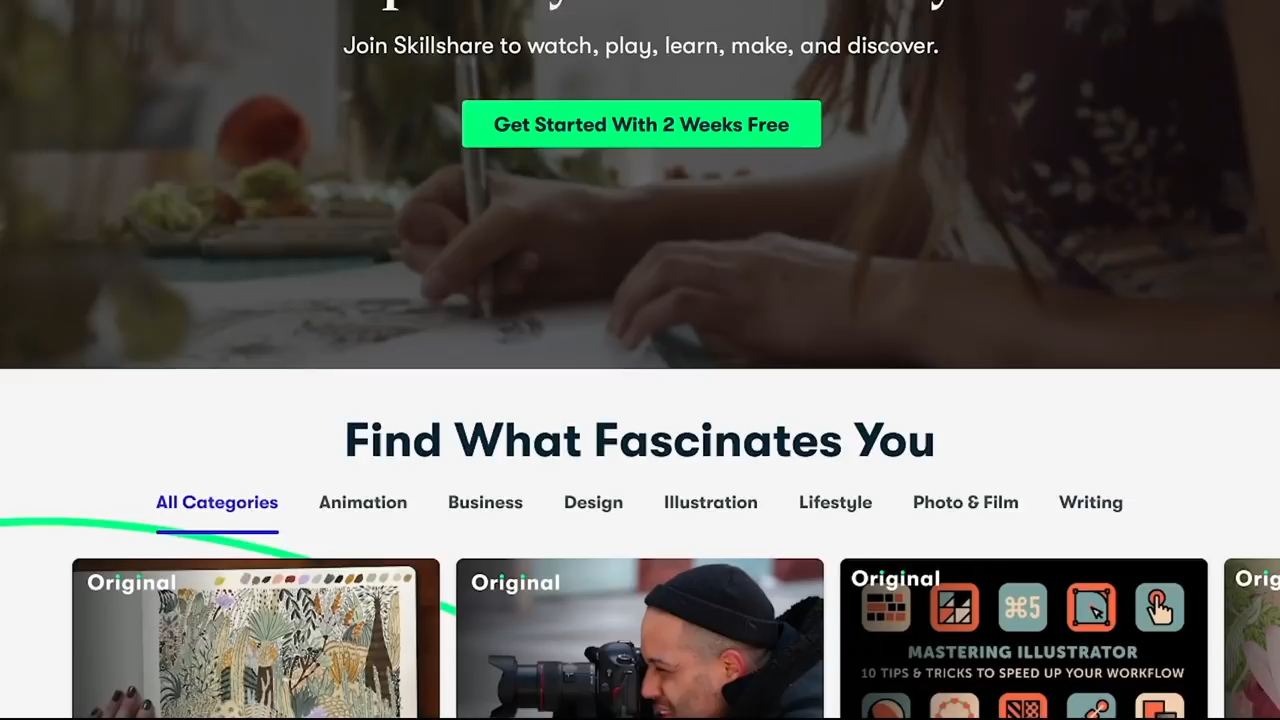 Join Skillshare to watch, play, learn, make, and discover.
Get Started With 2 Weeks Free
Find What Fascinates You
All Categories Animation Business Design Illustration Lifestyle Photo & Film Writing
Original Original Original
⌘5
MASTERING ILLUSTRATOR
10 TIPS & TRICKS TO SPEED UP YOUR WORKFLOW